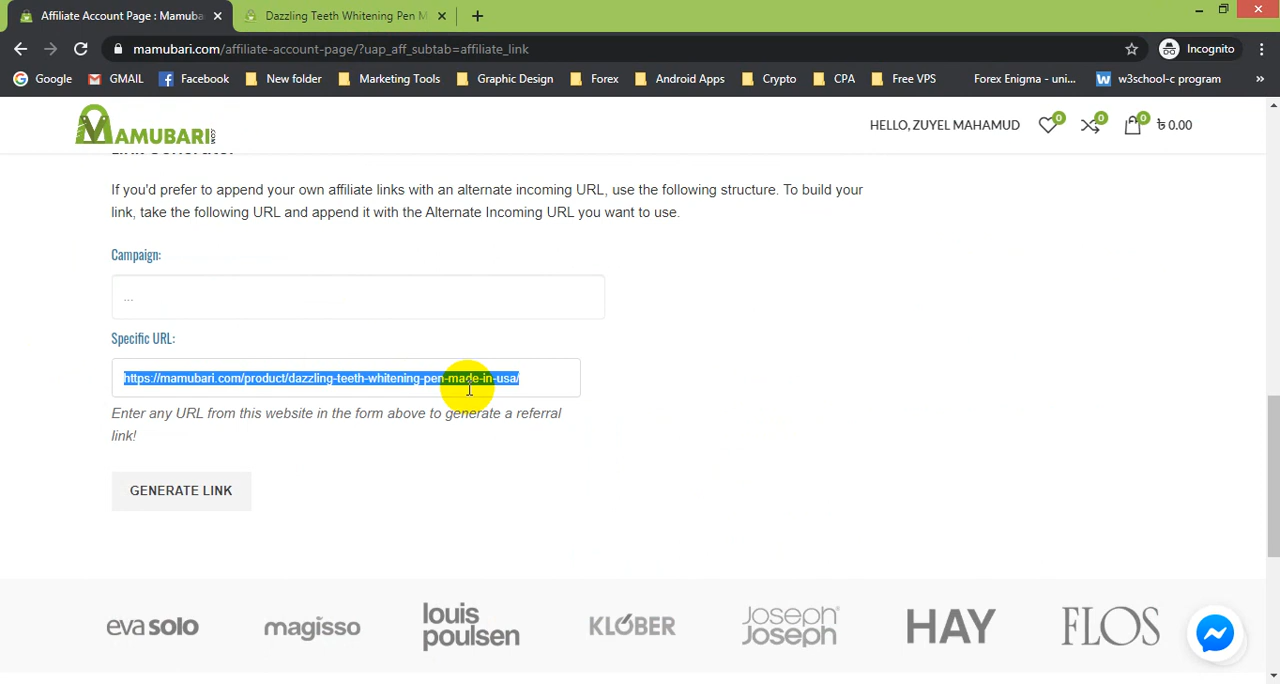 Affiliate Account Page : Mamuba
Dazzling Teeth Whitening Pen M
mamubari.com/affiliate-account-page/?uap_aff_subtab=affiliate_link
Incognito
Google
GMAIL
Facebook
New folder
Marketing Tools
Graphic Design
Forex
Android Apps
Crypto
CPA
Free VPS
Forex Enigma - uni...
w3school-c program
»
MAMUBARI.COM
HELLO, ZUYEL MAHAMUD
0
0
0
৳ 0.00
Link Generator
If you'd prefer to append your own affiliate links with an alternate incoming URL, use the following structure. To build your
link, take the following URL and append it with the Alternate Incoming URL you want to use.
Campaign:
...
Specific URL:
https://mamubari.com/product/dazzling-teeth-whitening-pen-made-in-usa/
Enter any URL from this website in the form above to generate a referral
link!
GENERATE LINK
eva solo
magisso
louis
poulsen
KLÖBER
Joseph
Joseph
HAY
FLOS